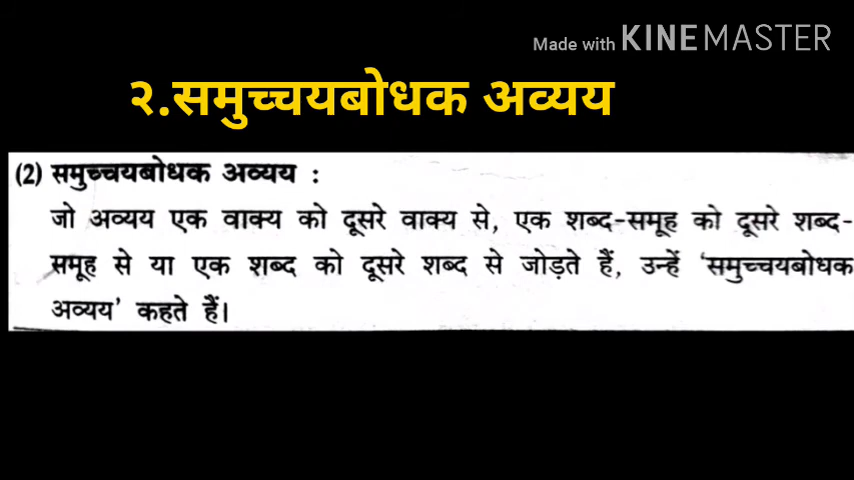 Made with KINEMASTER
२.समुच्चयबोधक अव्यय
(2) समुच्चयबोधक अव्यय :
जो अव्यय एक वाक्य को दूसरे वाक्य से, एक शब्द-समूह को दूसरे शब्द-
समूह से या एक शब्द को दूसरे शब्द से जोड़ते हैं, उन्हें 'समुच्चयबोधक
अव्यय' कहते हैं।